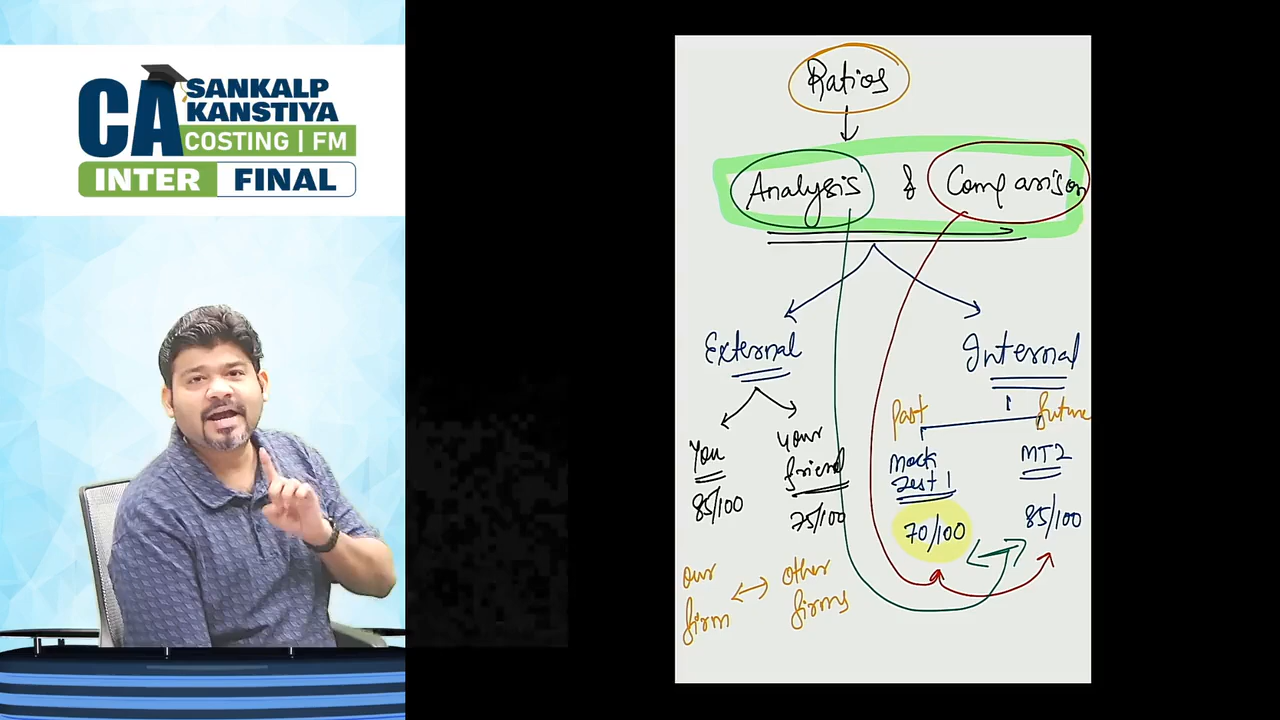 CA SANKALP
KANSTIYA
COSTING | FM
INTER FINAL
Ratios
Analysis & Comparison
External
Internal
You
85/100
Your
friend
75/100
our
firm
other
firms
Past
future
Mock
Test 1
70/100
MT2
85/100